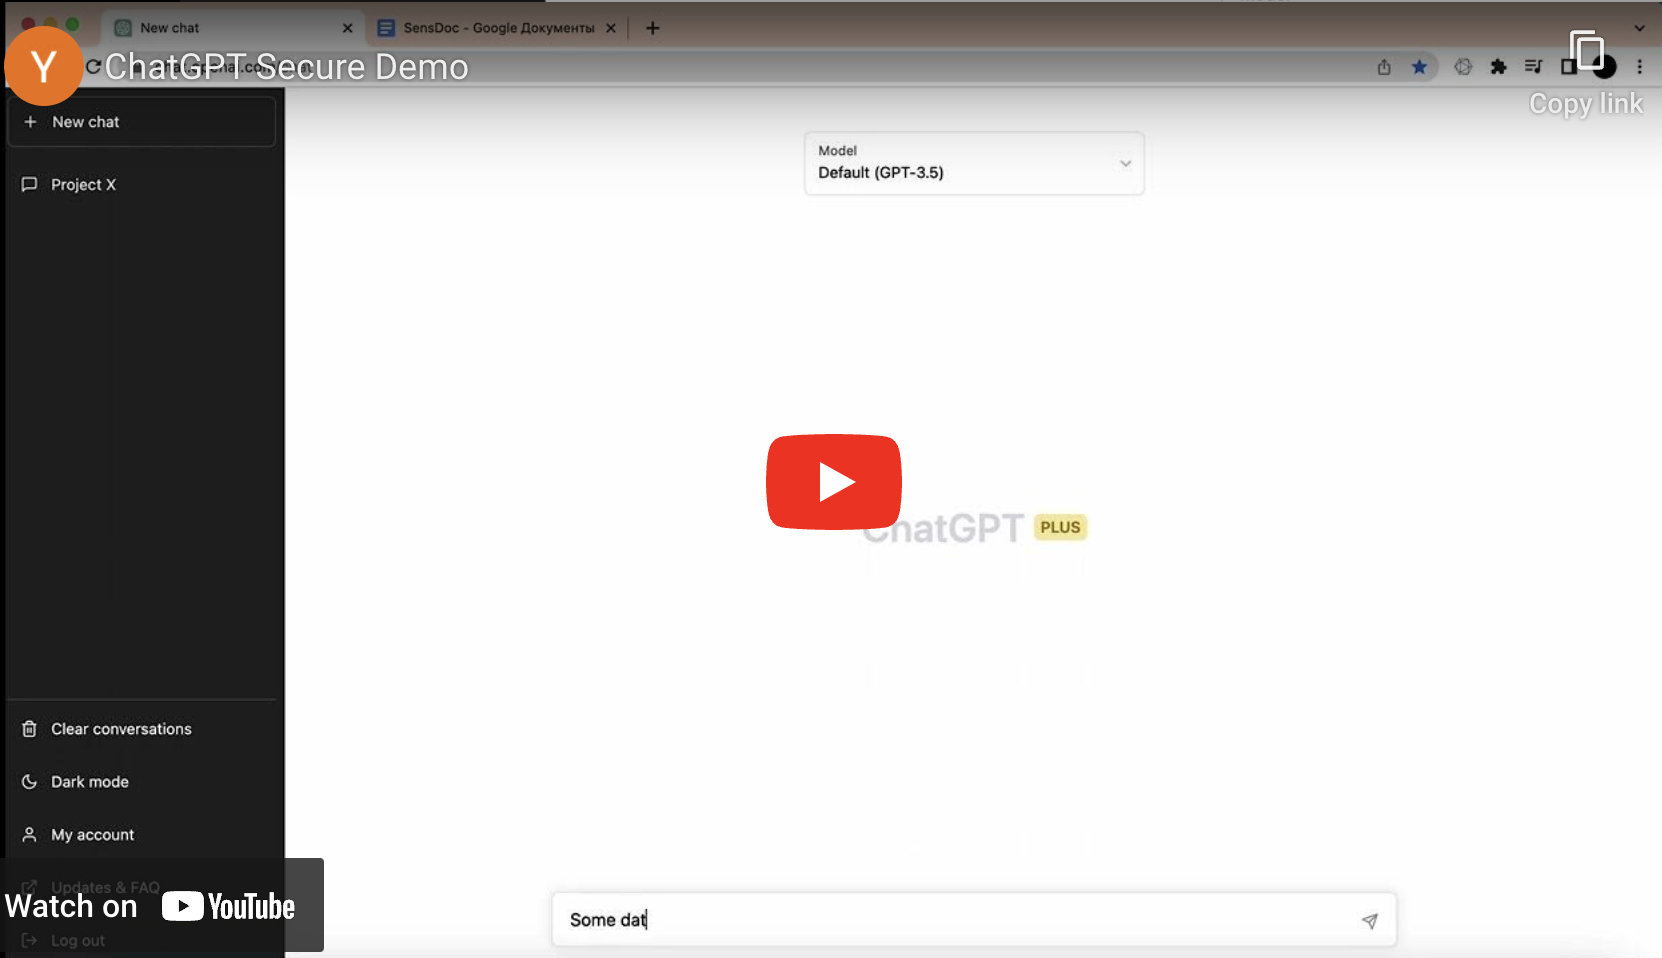 New chat
SensDoc - Google Документы
Y
ChatGPT Secure Demo
Copy link
New chat
Project X
Model
Default (GPT-3.5)
ChatGPT PLUS
Clear conversations
Dark mode
My account
Updates & FAQ
Watch on YouTube
Log out
Some dat